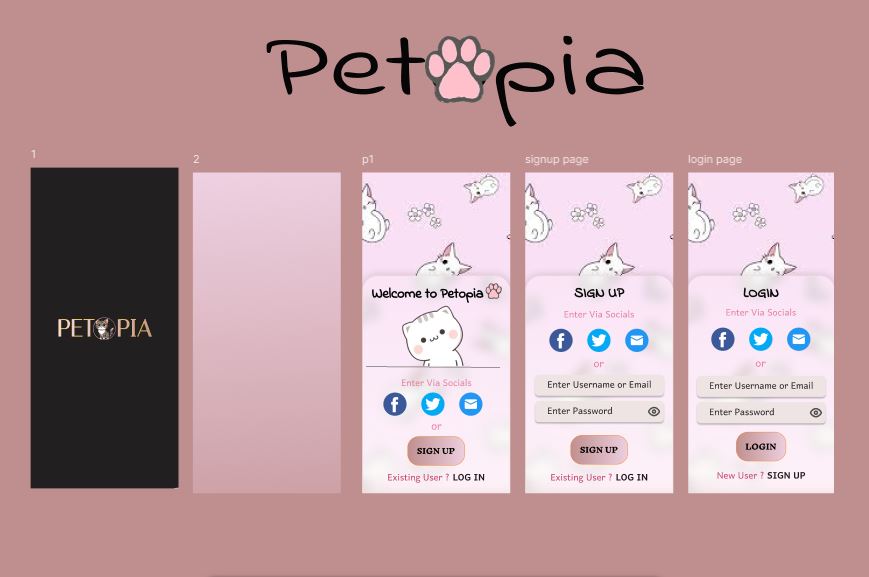 Petopia
1
2
p1
signup page
login page
PETOPIA
Welcome to Petopia
Enter Via Socials
f
or
SIGN UP
Existing User ? LOG IN
SIGN UP
Enter Via Socials
f
or
Enter Username or Email
Enter Password
SIGN UP
Existing User ? LOG IN
LOGIN
Enter Via Socials
f
or
Enter Username or Email
Enter Password
LOGIN
New User ? SIGN UP